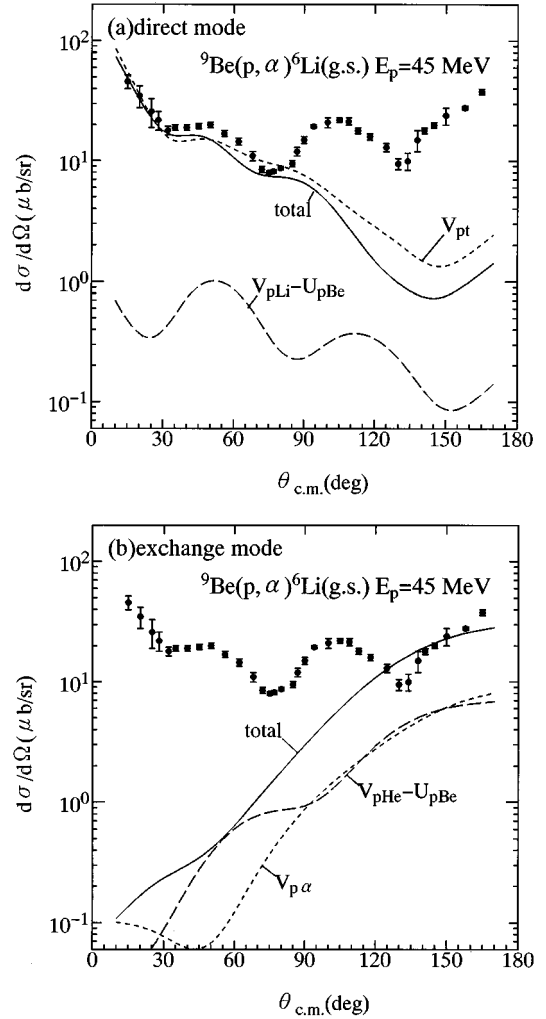 (a)direct mode
⁹Be(p, α)⁶Li(g.s.) Eₚ=45 MeV
10²
10¹
10⁰
10⁻¹
dσ/dΩ(μb/sr)
total
V_pt
V_pLi−U_pBe
0 30 60 90 120 150 180
θ c.m.(deg)
(b)exchange mode
⁹Be(p, α)⁶Li(g.s.) Eₚ=45 MeV
10²
10¹
10⁰
10⁻¹
dσ/dΩ(μb/sr)
total
V_pHe−U_pBe
V_pα
0 30 60 90 120 150 180
θ c.m.(deg)